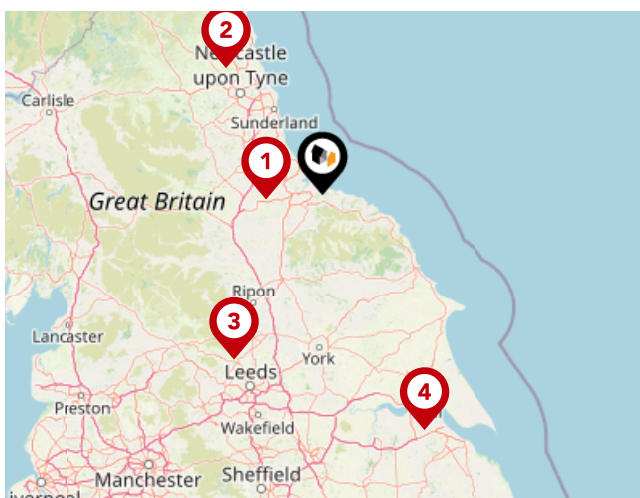 2
Newcastle
upon Tyne
Carlisle
Sunderland
1
Great Britain
Ripon
3
Lancaster
York
Leeds
4
Preston
Wakefield
Manchester
Sheffield